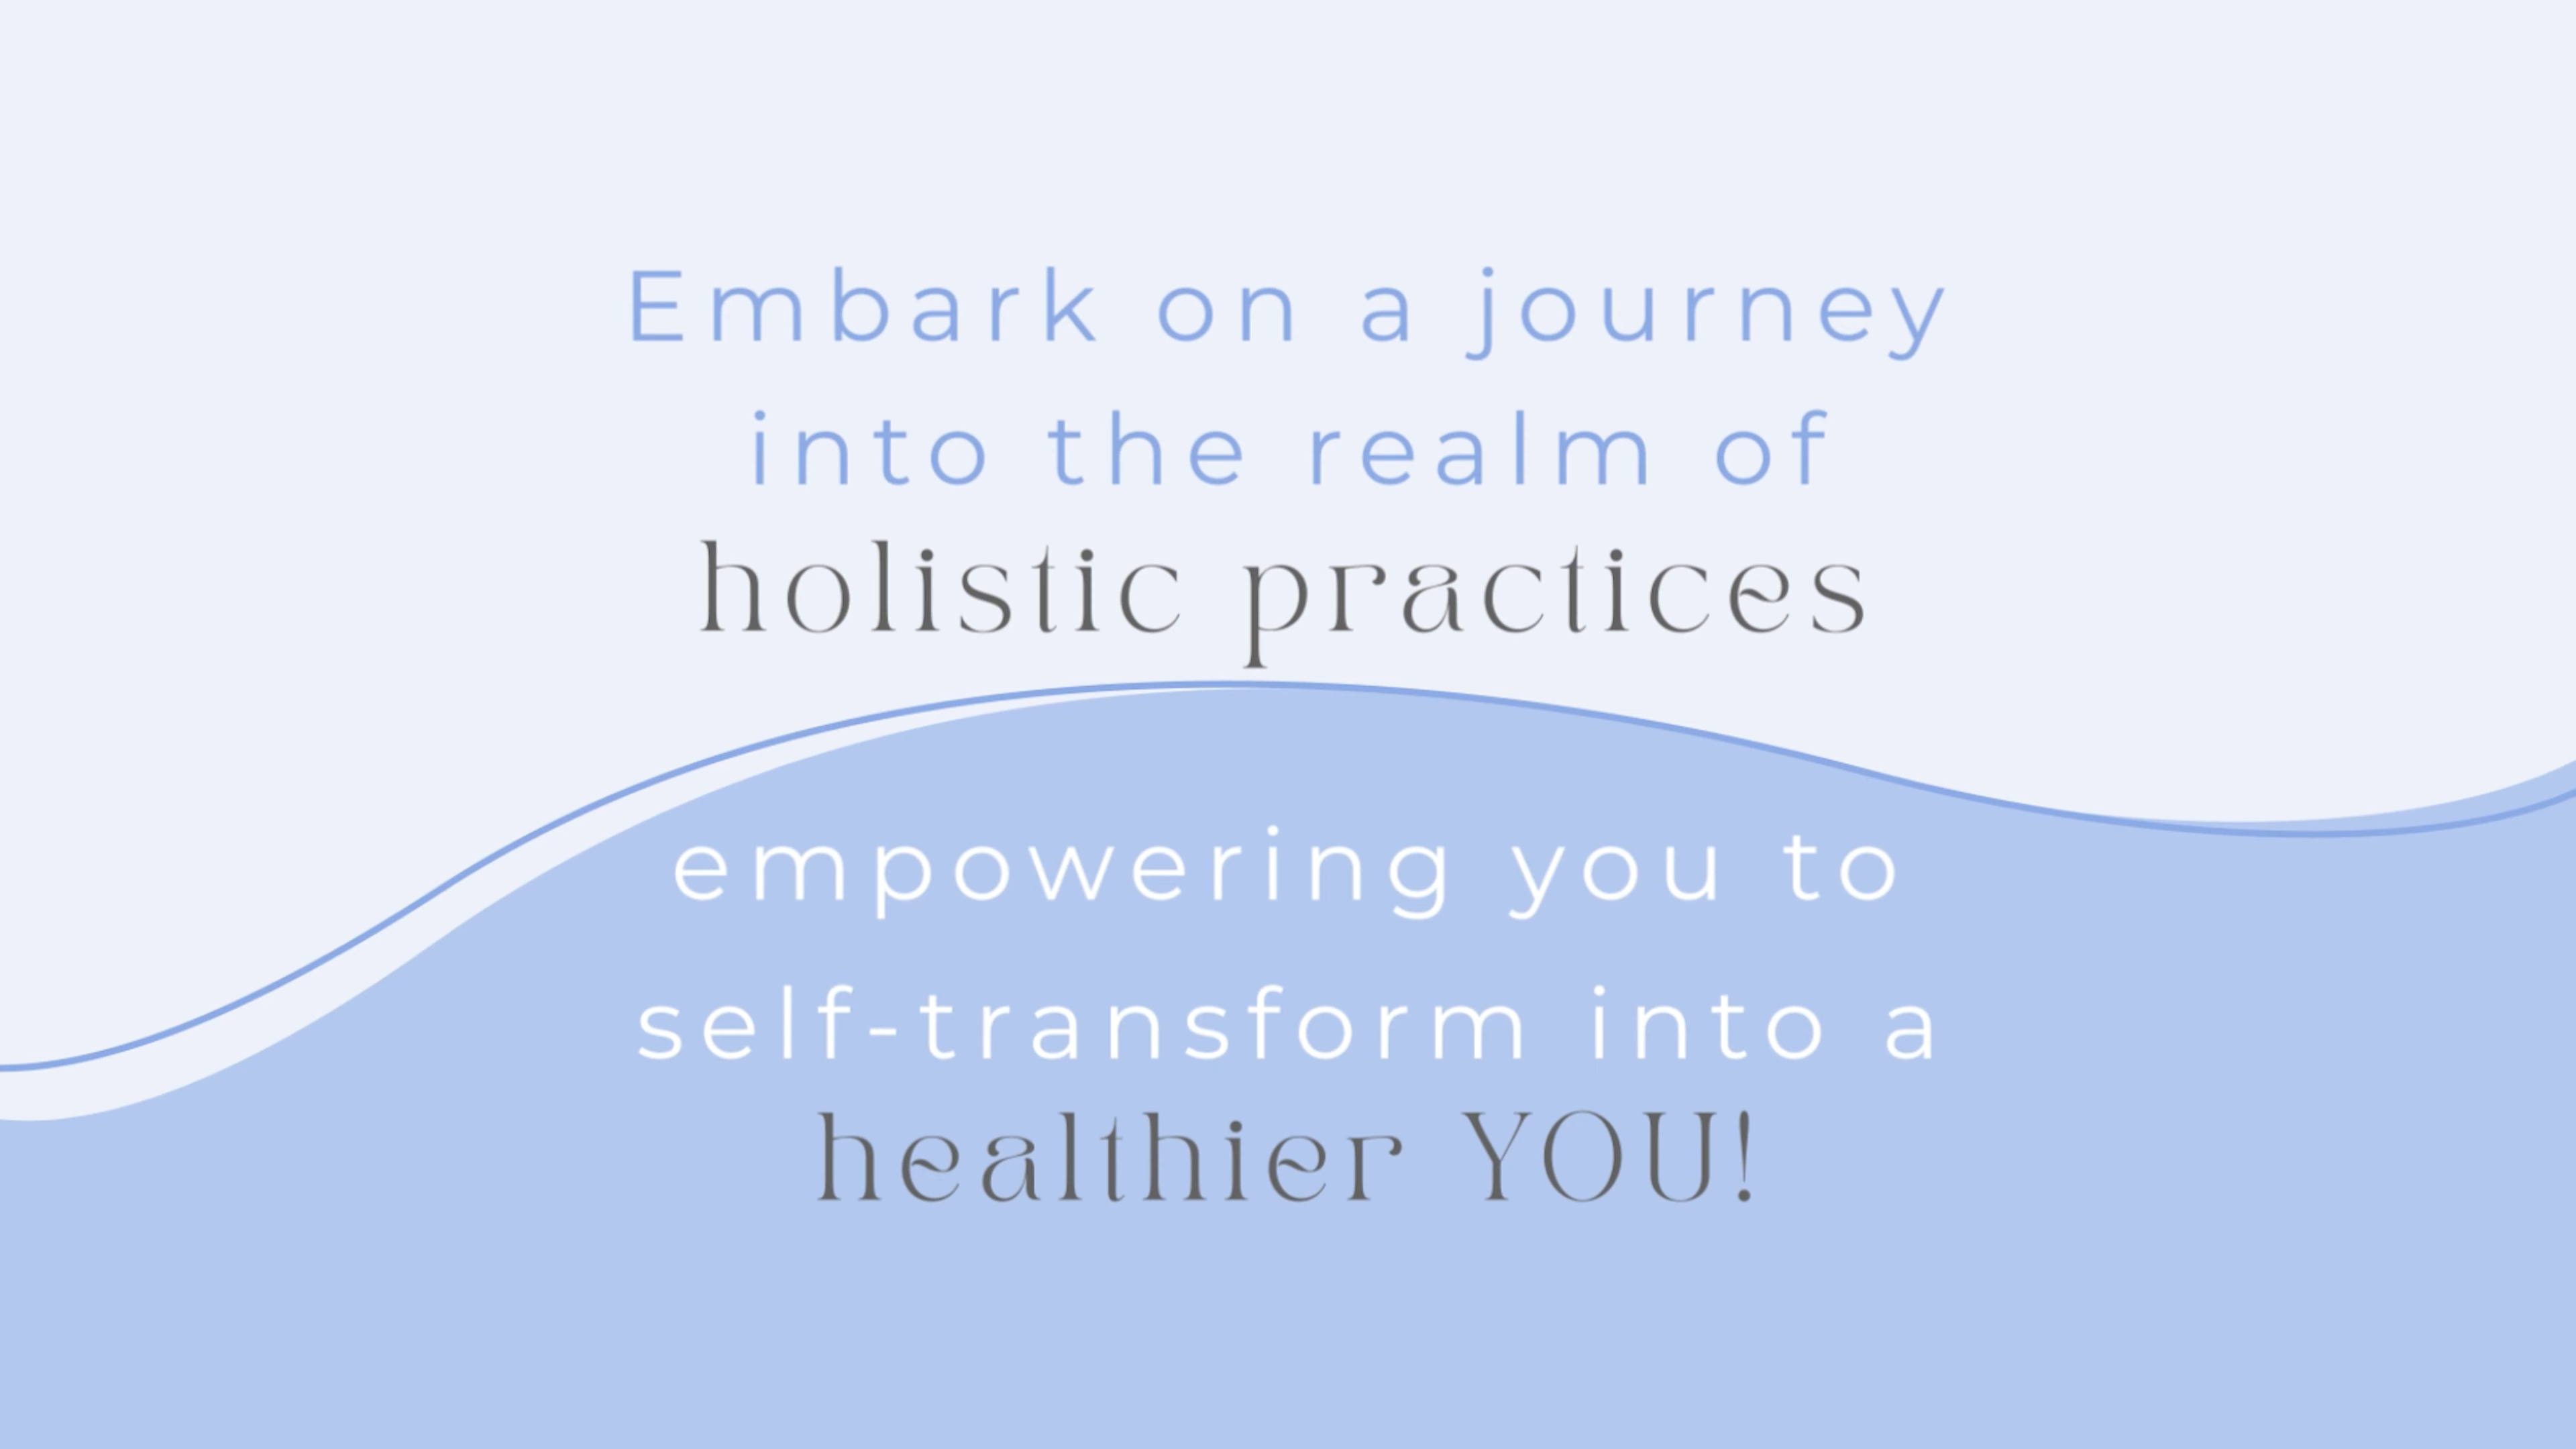 Embark on a journey
into the realm of
holistic practices
empowering you to
self-transform into a
healthier YOU!